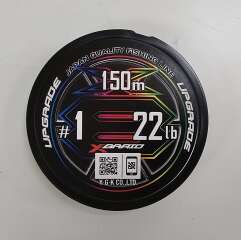 JAPAN QUALITY FISHING LINE
150m
UPGRADE
UPGRADE
#1
22lb
X-BRAID
Y.G.K CO.,LTD.